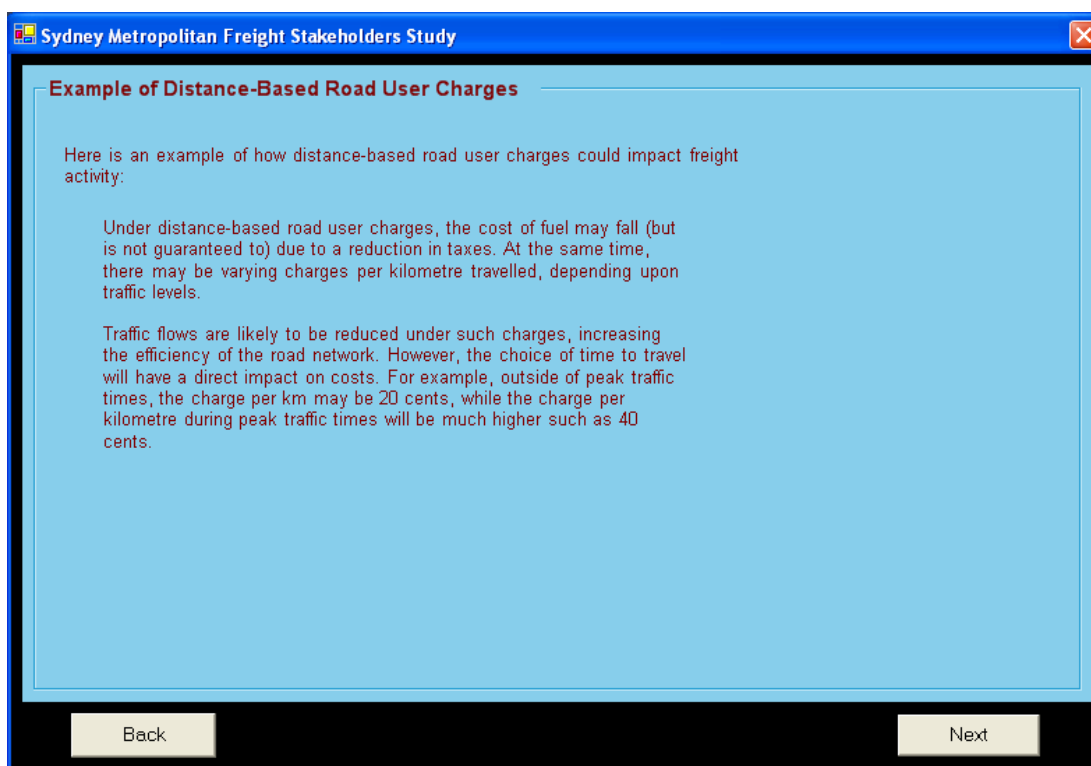 Sydney Metropolitan Freight Stakeholders Study
Example of Distance-Based Road User Charges
Here is an example of how distance-based road user charges could impact freight
activity:
Under distance-based road user charges, the cost of fuel may fall (but
is not guaranteed to) due to a reduction in taxes. At the same time,
there may be varying charges per kilometre travelled, depending upon
traffic levels.
Traffic flows are likely to be reduced under such charges, increasing
the efficiency of the road network. However, the choice of time to travel
will have a direct impact on costs. For example, outside of peak traffic
times, the charge per km may be 20 cents, while the charge per
kilometre during peak traffic times will be much higher such as 40
cents.
Back
Next